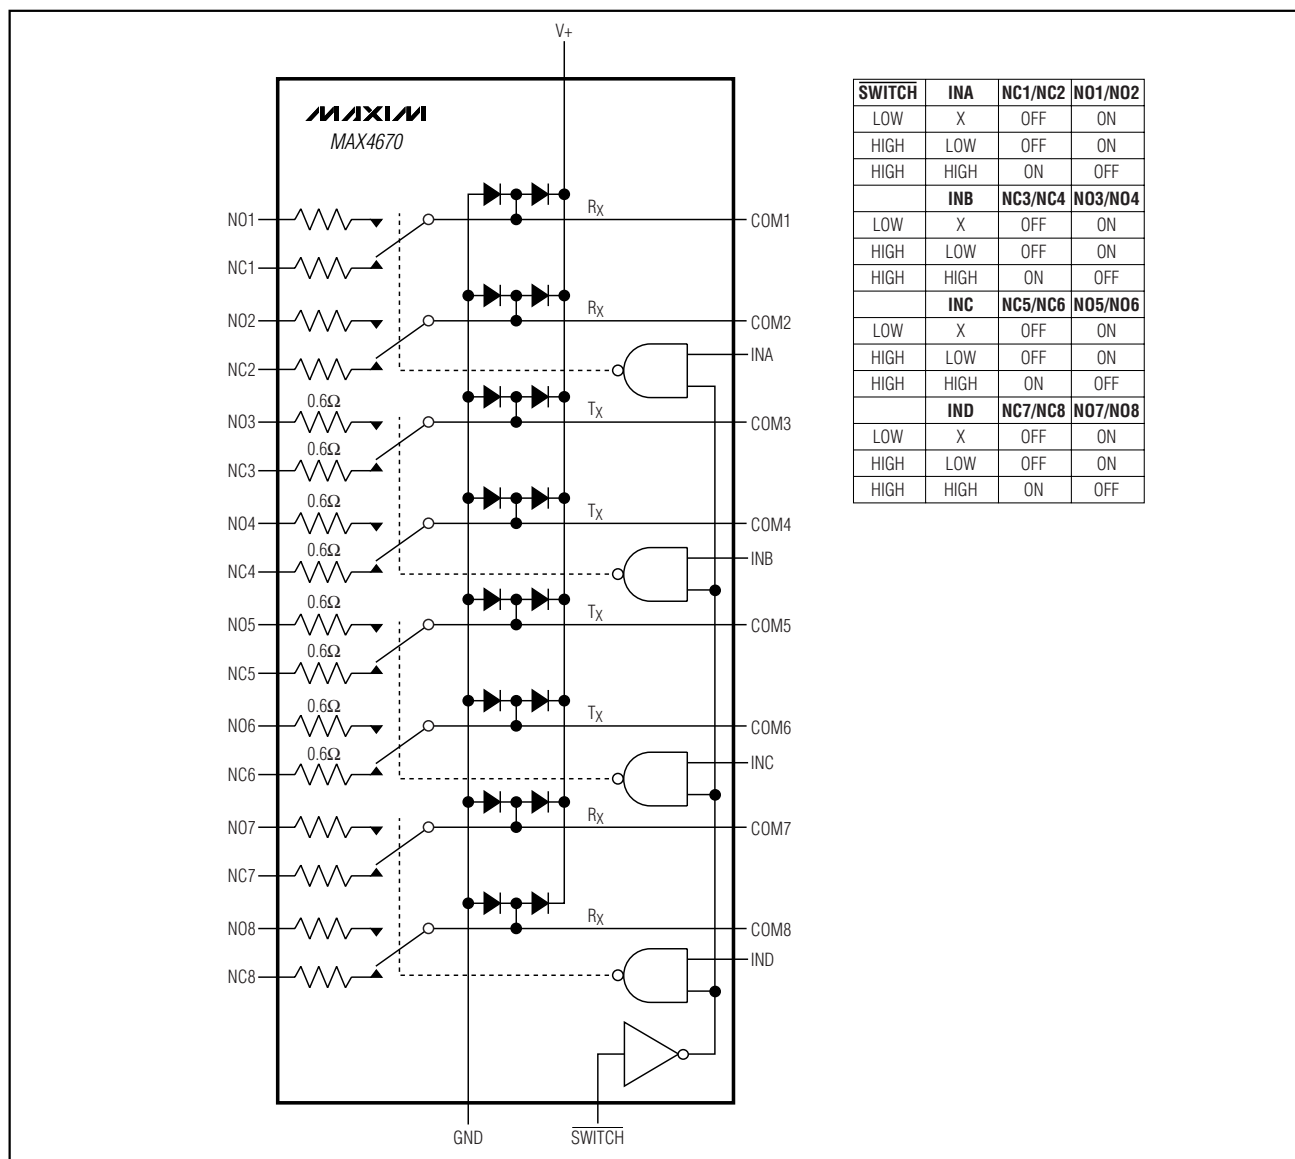 V+
MAXIM
MAX4670
NO1
RX
COM1
NC1
NO2
RX
COM2
INA
NC2
0.6Ω
NO3
TX
COM3
0.6Ω
NC3
0.6Ω
NO4
TX
COM4
0.6Ω
INB
NC4
0.6Ω
NO5
TX
COM5
0.6Ω
NC5
0.6Ω
NO6
TX
COM6
0.6Ω
INC
NC6
NO7
RX
COM7
NC7
NO8
RX
COM8
IND
NC8
GND
SWITCH
SWITCH INA NC1/NC2 NO1/NO2
LOW X OFF ON
HIGH LOW OFF ON
HIGH HIGH ON OFF
INB NC3/NC4 NO3/NO4
LOW X OFF ON
HIGH LOW OFF ON
HIGH HIGH ON OFF
INC NC5/NC6 NO5/NO6
LOW X OFF ON
HIGH LOW OFF ON
HIGH HIGH ON OFF
IND NC7/NC8 NO7/NO8
LOW X OFF ON
HIGH LOW OFF ON
HIGH HIGH ON OFF